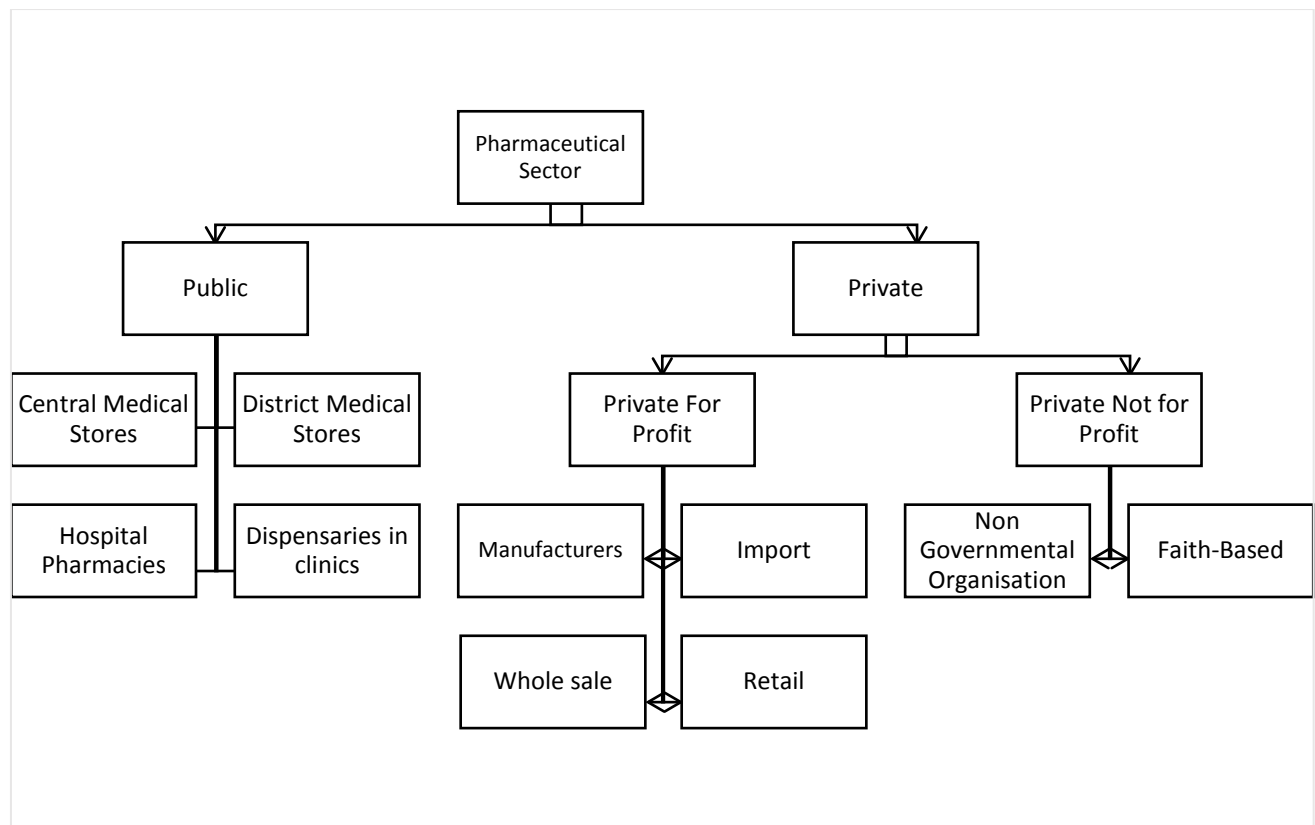 Pharmaceutical
Sector
Public
Private
Central Medical
Stores
District Medical
Stores
Private For
Profit
Private Not for
Profit
Hospital
Pharmacies
Dispensaries in
clinics
Manufacturers
Import
Non
Governmental
Organisation
Faith-Based
Whole sale
Retail